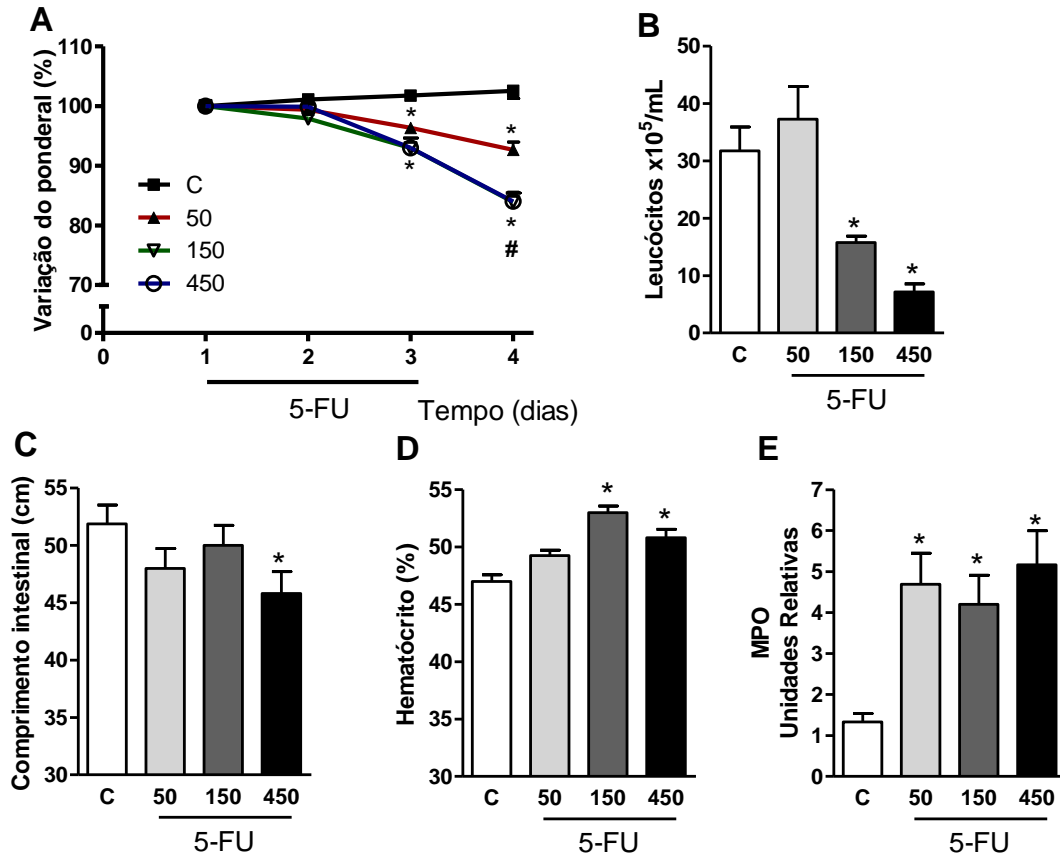 A
Variação do ponderal (%)
110
100
90
80
70
0
C
50
150
450
*
*
*
*
#
0 1 2 3 4
5-FU Tempo (dias)
B
Leucócitos x10⁵/mL
50
40
30
20
10
0
*
*
C 50 150 450
5-FU
C
Comprimento intestinal (cm)
55
50
45
40
35
30
*
C 50 150 450
5-FU
D
Hematócrito (%)
55
50
45
40
35
30
*
*
C 50 150 450
5-FU
E
MPO
Unidades Relativas
7
6
5
4
3
2
1
0
*
*
*
C 50 150 450
5-FU